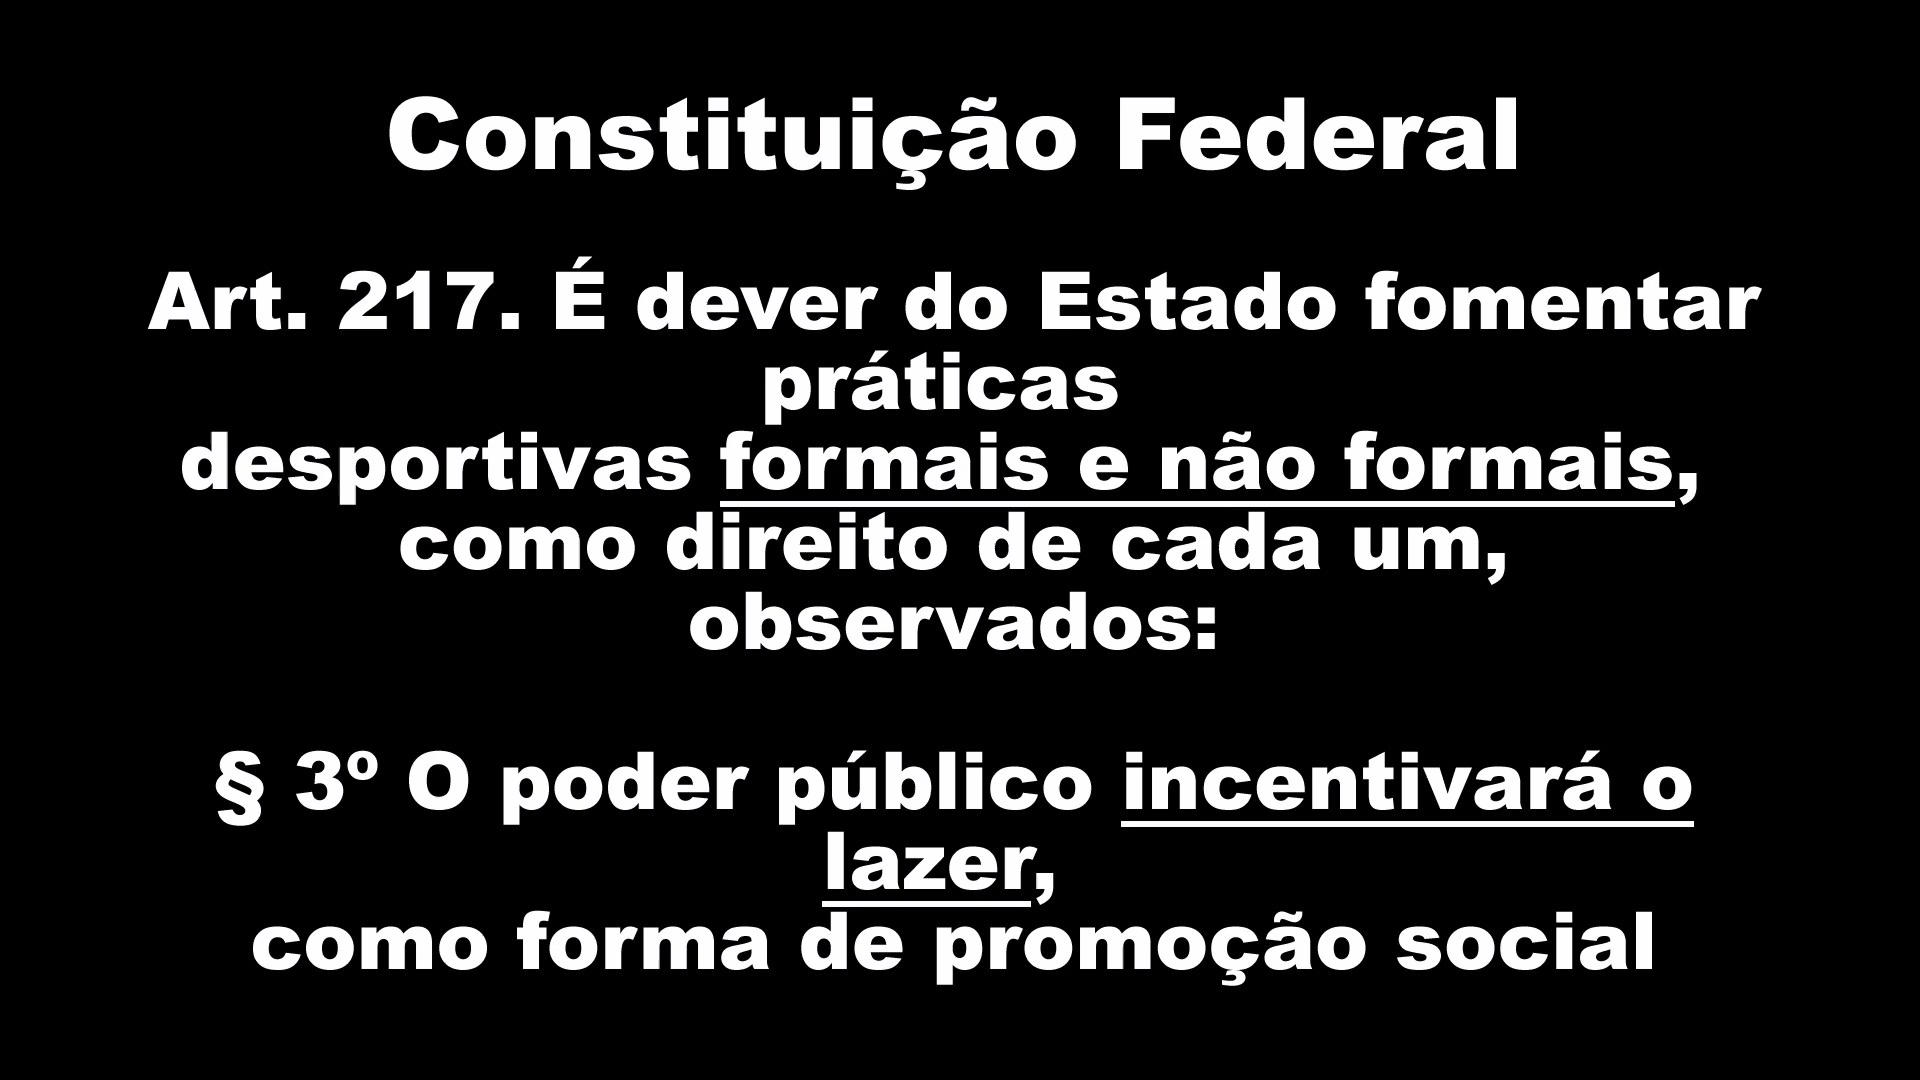 Constituição Federal
Art. 217. É dever do Estado fomentar
práticas
desportivas formais e não formais,
como direito de cada um,
observados:
§ 3º O poder público incentivará o
lazer,
como forma de promoção social